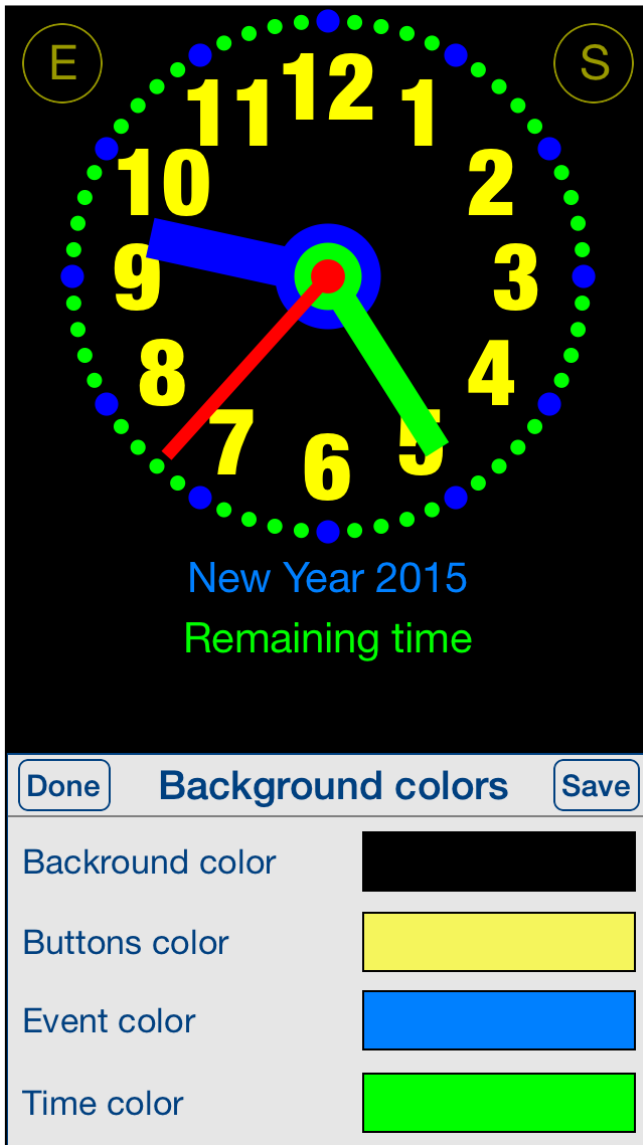 E S
12
11 1
10 2
9 3
8 4
7 5
6
New Year 2015
Remaining time
Done Background colors Save
Backround color
Buttons color
Event color
Time color